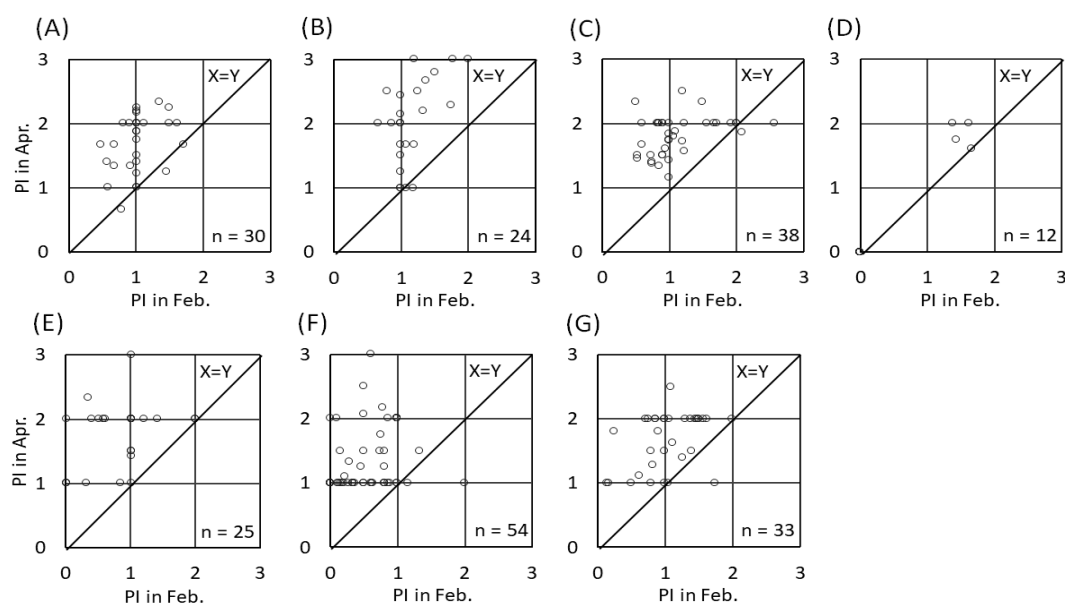 (A) (B) (C) (D)
PI in Apr.
3 3 3 3
X=Y X=Y X=Y X=Y
2 2 2 2
1 1 1 1
n = 30 n = 24 n = 38 n = 12
0 0 0 0
0 1 2 3 0 1 2 3 0 1 2 3 0 1 2 3
PI in Feb. PI in Feb. PI in Feb. PI in Feb.
(E) (F) (G)
PI in Apr.
3 3 3
X=Y X=Y X=Y
2 2 2
1 1 1
n = 25 n = 54 n = 33
0 0 0
0 1 2 3 0 1 2 3 0 1 2 3
PI in Feb. PI in Feb. PI in Feb.